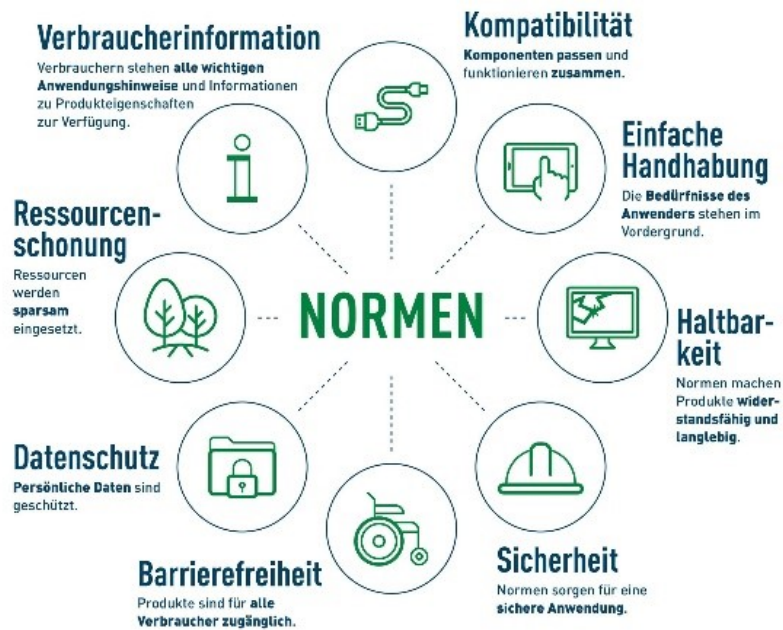 Verbraucherinformation
Verbrauchern stehen alle wichtigen
Anwendungshinweise und Informationen
zu Produkteigenschaften
zur Verfügung.
Kompatibilität
Komponenten passen und
funktionieren zusammen.
Einfache
Handhabung
Die Bedürfnisse des
Anwenders stehen im
Vordergrund.
Ressourcen-
schonung
Ressourcen
werden
sparsam
eingesetzt.
NORMEN
Haltbar-
keit
Normen machen
Produkte wider-
standsfähig und
langlebig.
Datenschutz
Persönliche Daten sind
geschützt.
Barrierefreiheit
Produkte sind für alle
Verbraucher zugänglich.
Sicherheit
Normen sorgen für eine
sichere Anwendung.